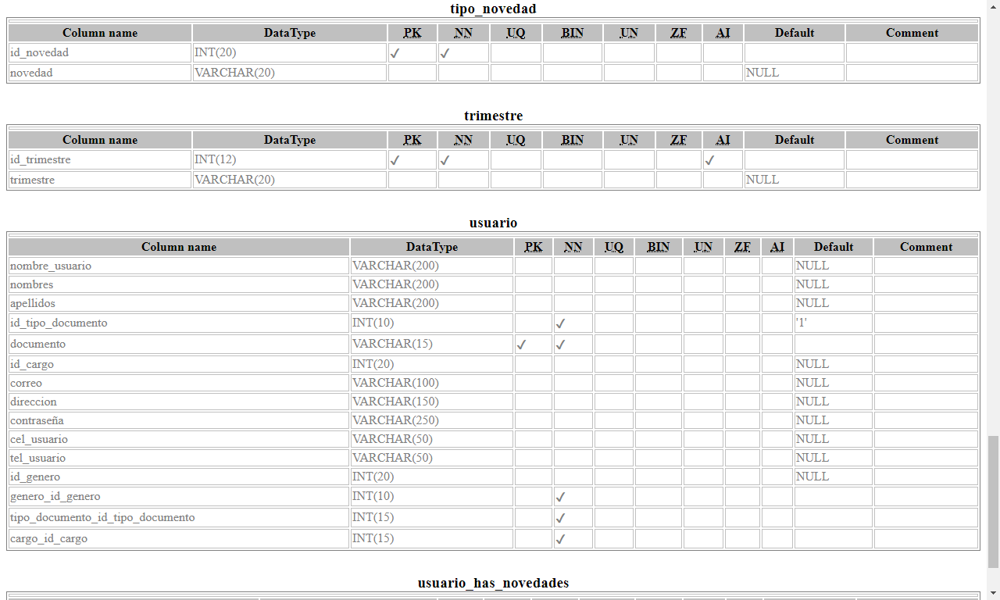 tipo_novedad
Column name DataType PK NN UQ BIN UN ZF AI Default Comment
id_novedad INT(20) ✓ ✓
novedad VARCHAR(20) NULL
trimestre
Column name DataType PK NN UQ BIN UN ZF AI Default Comment
id_trimestre INT(12) ✓ ✓ ✓
trimestre VARCHAR(20) NULL
usuario
Column name DataType PK NN UQ BIN UN ZF AI Default Comment
nombre_usuario VARCHAR(200) NULL
nombres VARCHAR(200) NULL
apellidos VARCHAR(200) NULL
id_tipo_documento INT(10) ✓ '1'
documento VARCHAR(15) ✓ ✓
id_cargo INT(20) NULL
correo VARCHAR(100) NULL
direccion VARCHAR(150) NULL
contraseña VARCHAR(250) NULL
cel_usuario VARCHAR(50) NULL
tel_usuario VARCHAR(50) NULL
id_genero INT(20) NULL
genero_id_genero INT(10) ✓
tipo_documento_id_tipo_documento INT(15) ✓
cargo_id_cargo INT(15) ✓
usuario_has_novedades